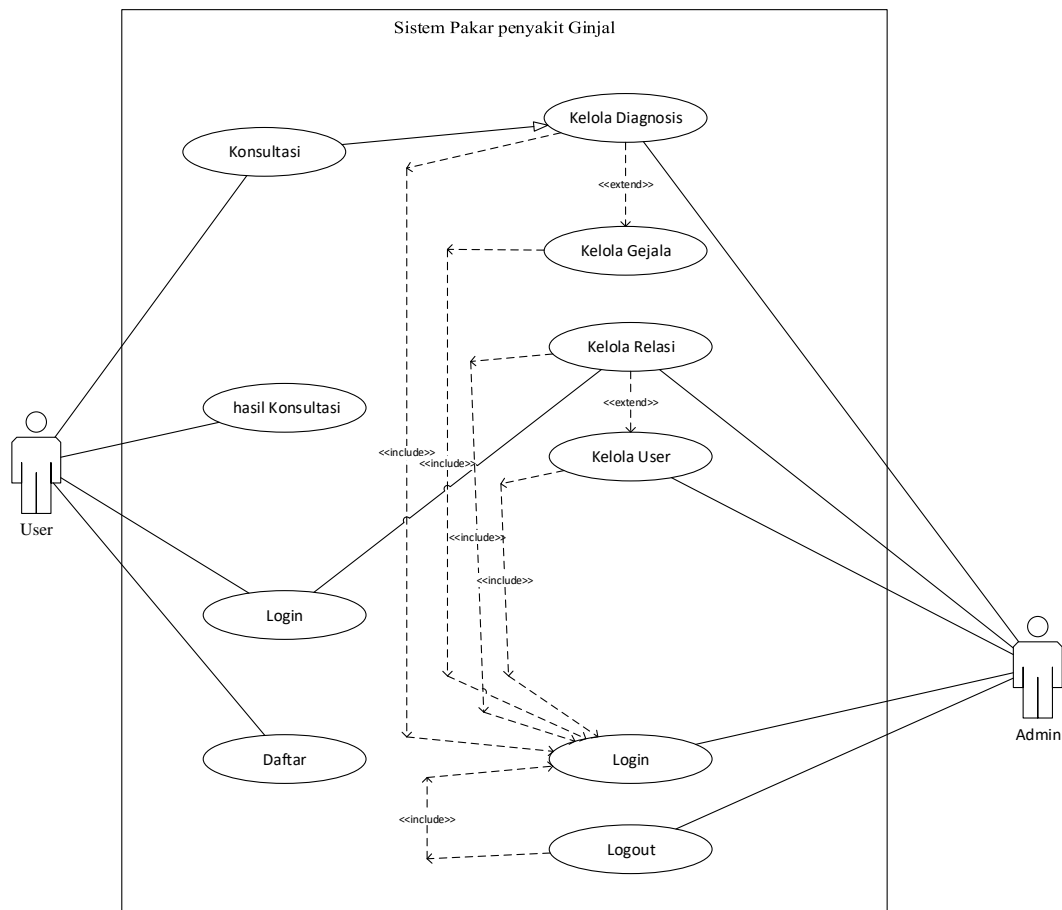 Sistem Pakar penyakit Ginjal
Kelola Diagnosis
Konsultasi
<<extend>>
Kelola Gejala
Kelola Relasi
hasil Konsultasi
<<extend>>
<<include>>
<<include>>
Kelola User
User
<<include>>
<<include>>
Login
Admin
Daftar
Login
<<include>>
Logout